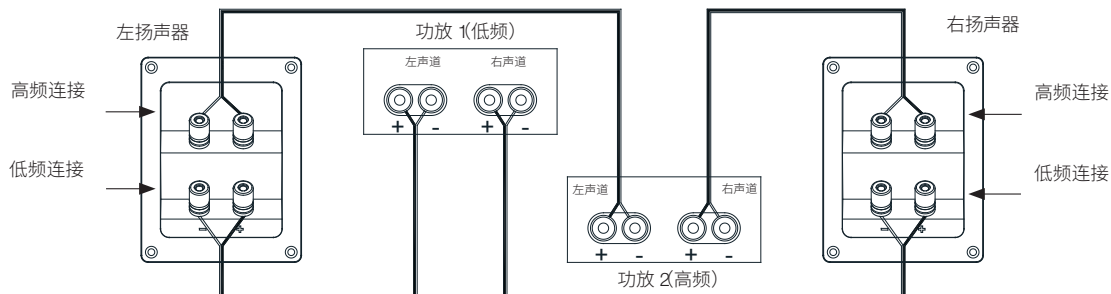 左扬声器
功放 1(低频)
右扬声器
左声道
右声道
高频连接
高频连接
+ - + -
低频连接
低频连接
左声道
右声道
- +
- +
+ - + -
功放 2(高频)